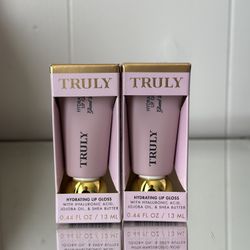 TRULY
HYDRATING LIP GLOSS
WITH HYALURONIC ACID,
JOJOBA OIL, & SHEA BUTTER
0.44 FL OZ / 13 ML
TRULY
TRULY
HYDRATING LIP GLOSS
WITH HYALURONIC ACID,
JOJOBA OIL, & SHEA BUTTER
0.44 FL OZ / 13 ML
TRULY